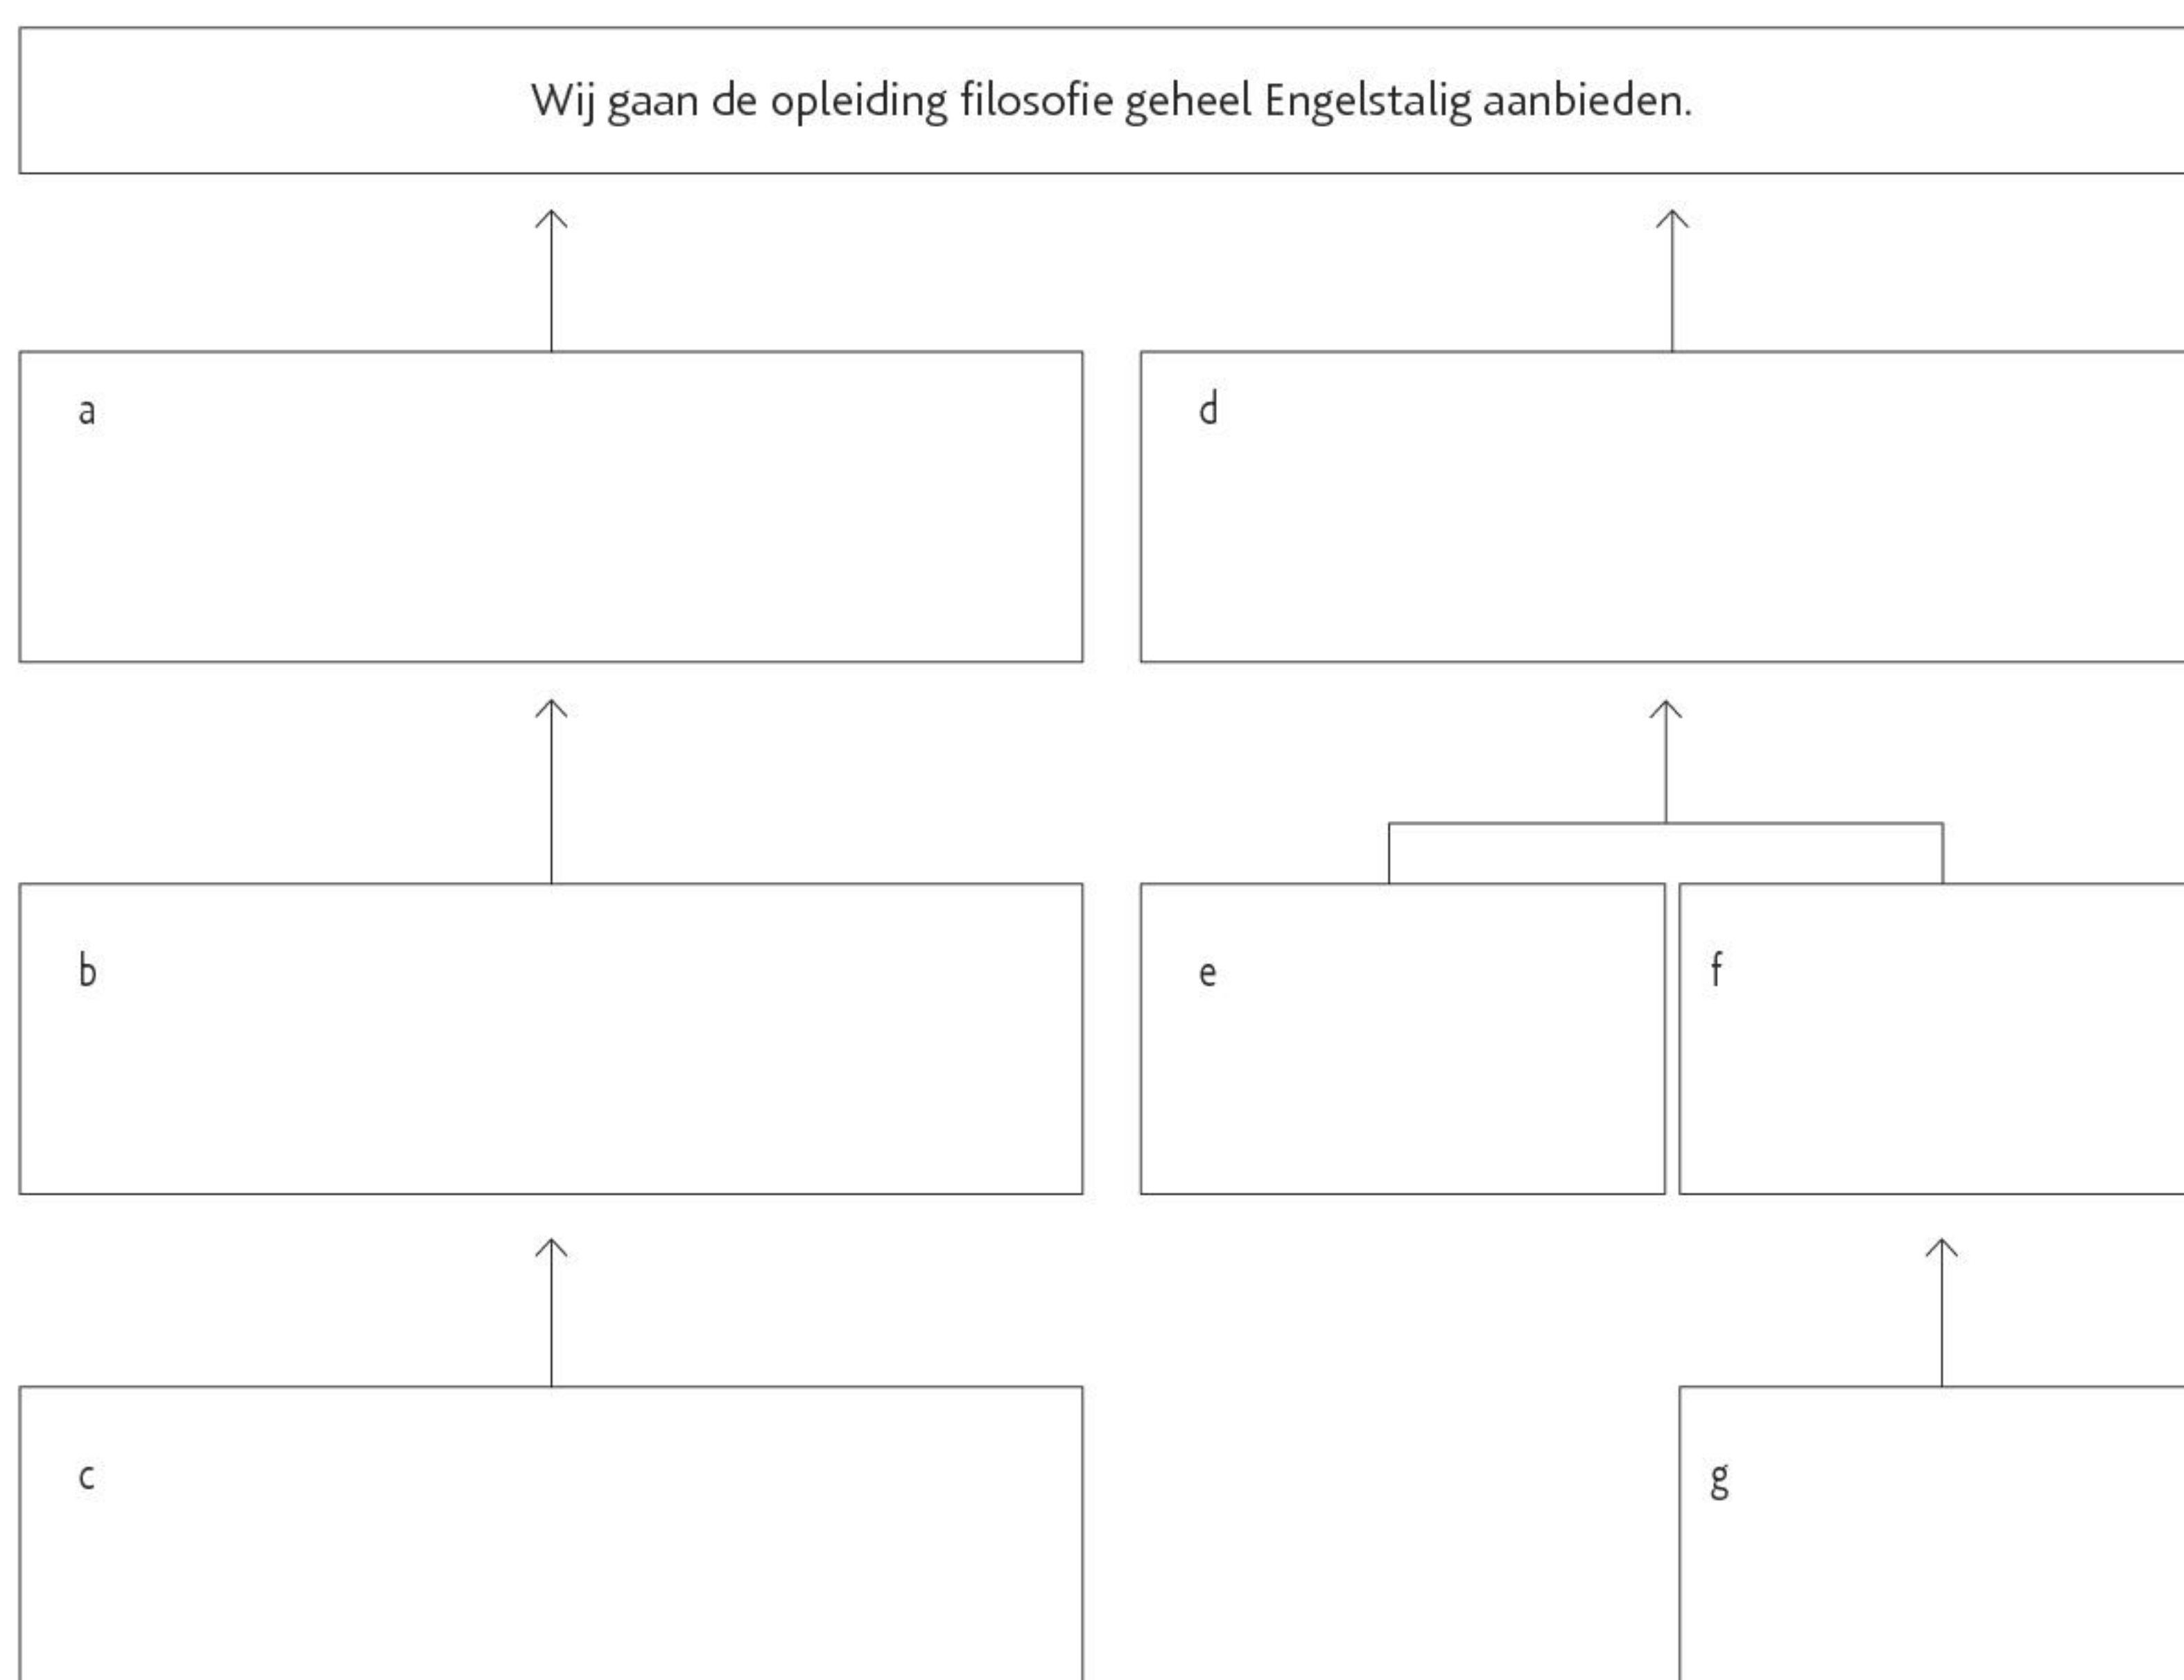 Wij gaan de opleiding filosofie geheel Engelstalig aanbieden.
a
d
b
e
f
c
g